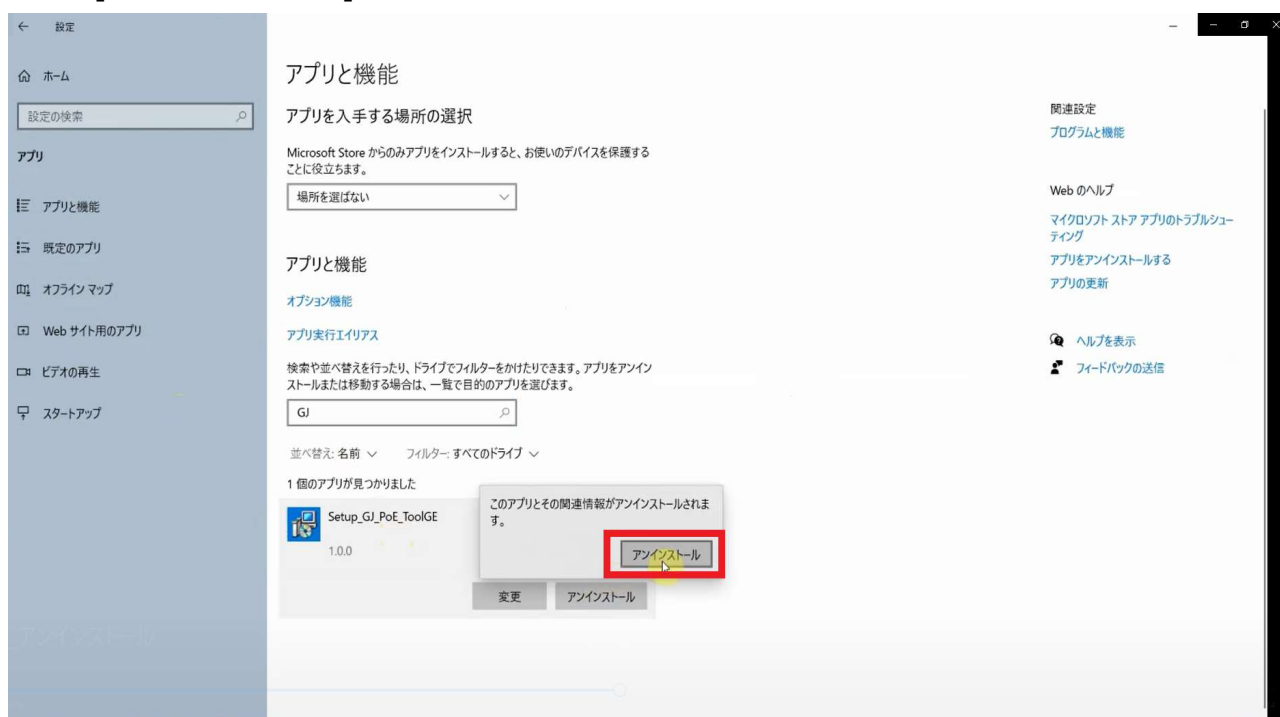 設定
ホーム
設定の検索
アプリ
アプリと機能
既定のアプリ
オフライン マップ
Web サイト用のアプリ
ビデオの再生
スタートアップ
アプリと機能
アプリを入手する場所の選択
Microsoft Store からのみアプリをインストールすると、お使いのデバイスを保護する
ことに役立ちます。
場所を選ばない
アプリと機能
オプション機能
アプリ実行エイリアス
検索や並べ替えを行ったり、ドライブでフィルターをかけたりできます。アプリをアンイン
ストールまたは移動する場合は、一覧で目的のアプリを選びます。
GJ
並べ替え: 名前 フィルター: すべてのドライブ
1 個のアプリが見つかりました
Setup_GJ_PoE_ToolGE
1.0.0
このアプリとその関連情報がアンインストールされま
す。
アンインストール
変更 アンインストール
関連設定
プログラムと機能
Web のヘルプ
マイクロソフト ストア アプリのトラブルシュー
ティング
アプリをアンインストールする
アプリの更新
ヘルプを表示
フィードバックの送信
アンインストール